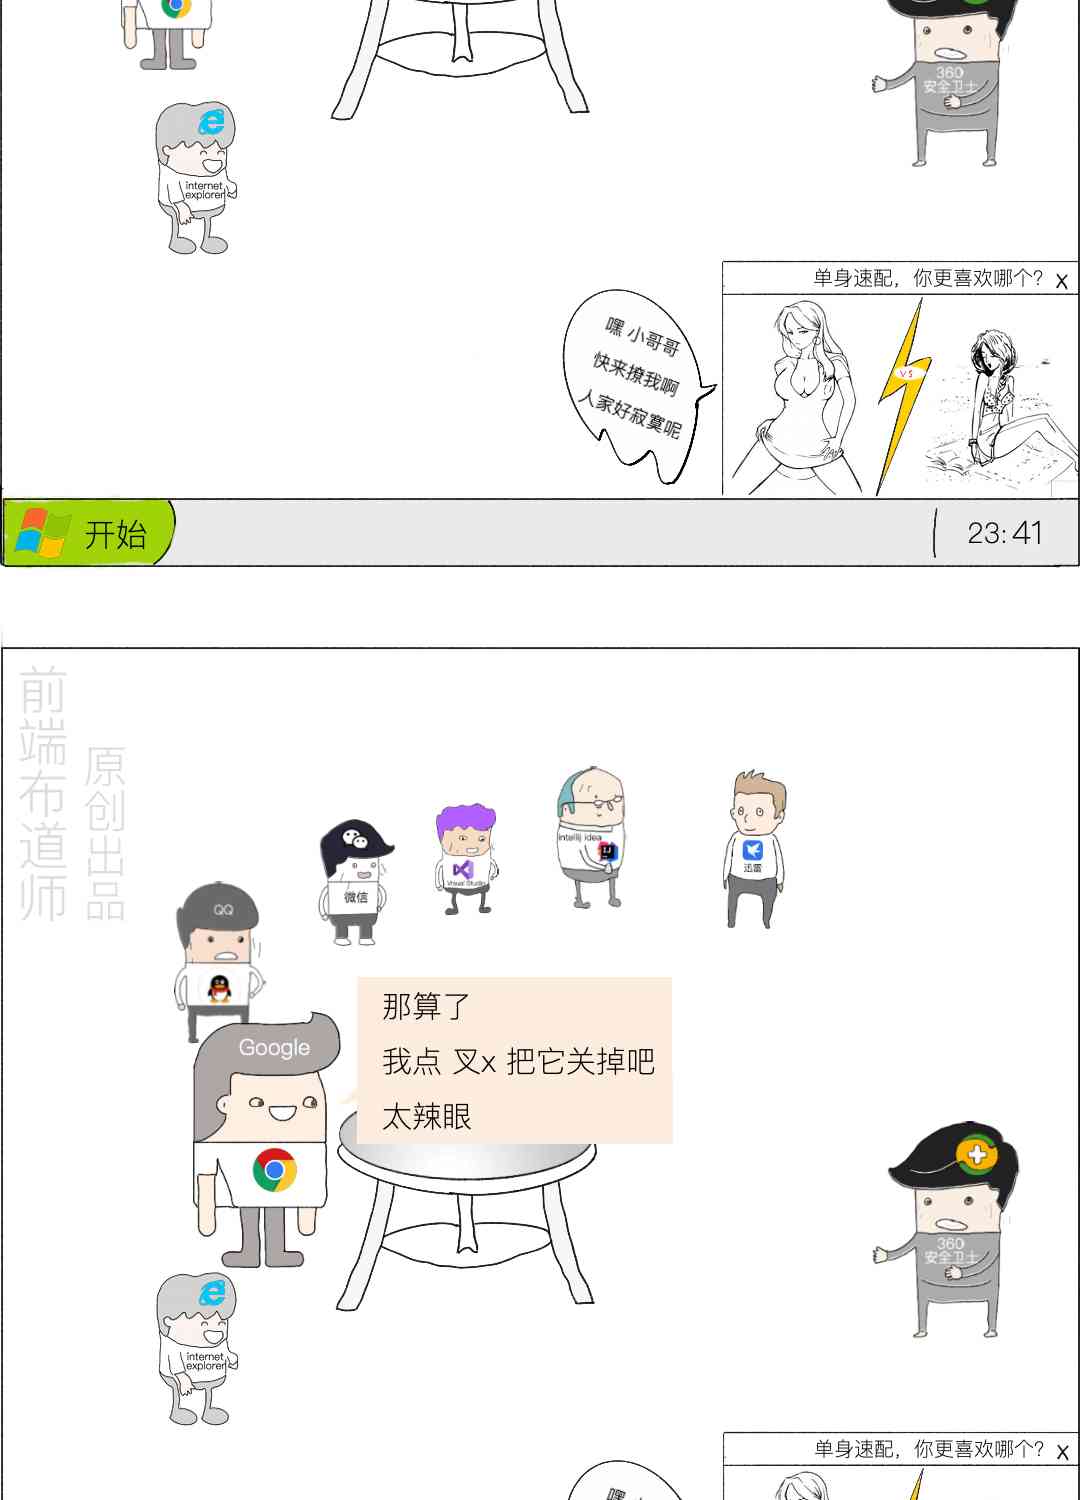 360
安全卫士
internet
explorer
单身速配，你更喜欢哪个？ X
嘿 小哥哥
快来撩我啊
人家好寂寞呢
VS
开始
23:41
前端布道师
原创出品
intellij idea
IJ
迅雷
Visual Studio
微信
QQ
那算了
我点 叉x 把它关掉吧
太辣眼
Google
360
安全卫士
internet
explorer
单身速配，你更喜欢哪个？ X